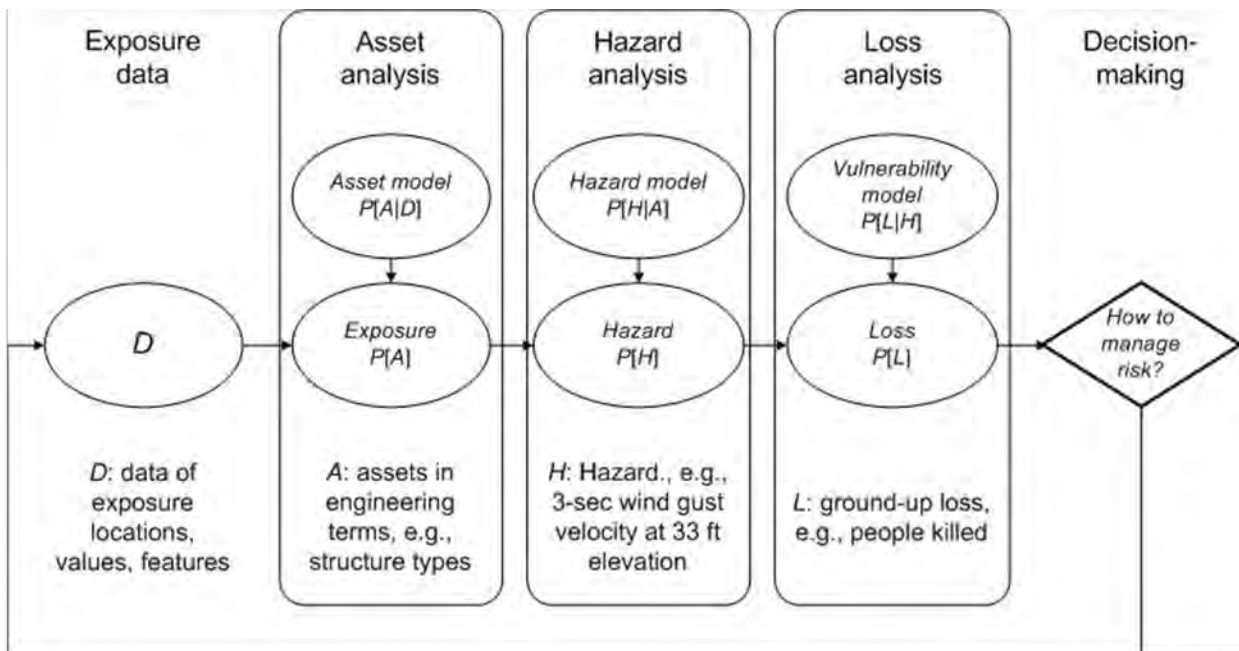 Exposure
data
Asset
analysis
Hazard
analysis
Loss
analysis
Decision-
making
Asset model
P[A|D]
Hazard model
P[H|A]
Vulnerability
model
P[L|H]
D
Exposure
P[A]
Hazard
P[H]
Loss
P[L]
How to
manage
risk?
D: data of
exposure
locations,
values, features
A: assets in
engineering
terms, e.g.,
structure types
H: Hazard., e.g.,
3-sec wind gust
velocity at 33 ft
elevation
L: ground-up loss,
e.g., people killed